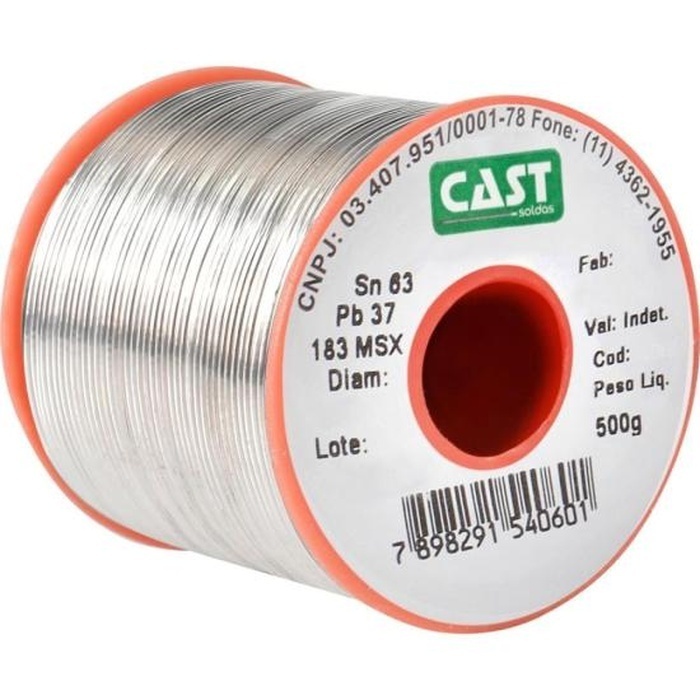 CNPJ: 03.407.951/0001-78 Fone: (11) 4362-1955
CAST
soldas
Sn 63
Pb 37
183 MSX
Diam:
Lote:
Fab:
Val: Indet.
Cod:
Peso Liq.
500g
7 898291 540601